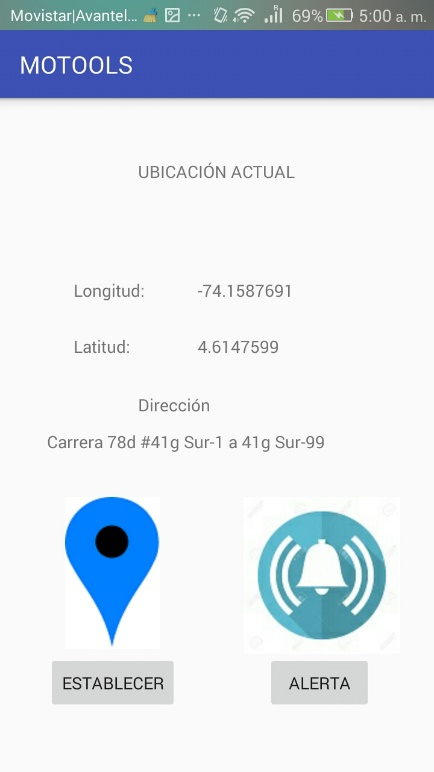 Movistar|Avantel... 69% 5:00 a. m.
MOTOOLS
UBICACIÓN ACTUAL
Longitud: -74.1587691
Latitud: 4.6147599
Dirección
Carrera 78d #41g Sur-1 a 41g Sur-99
ESTABLECER ALERTA